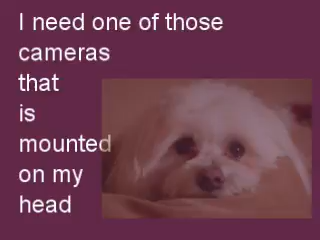 I need one of those
cameras
that
is
mounted
on my
head